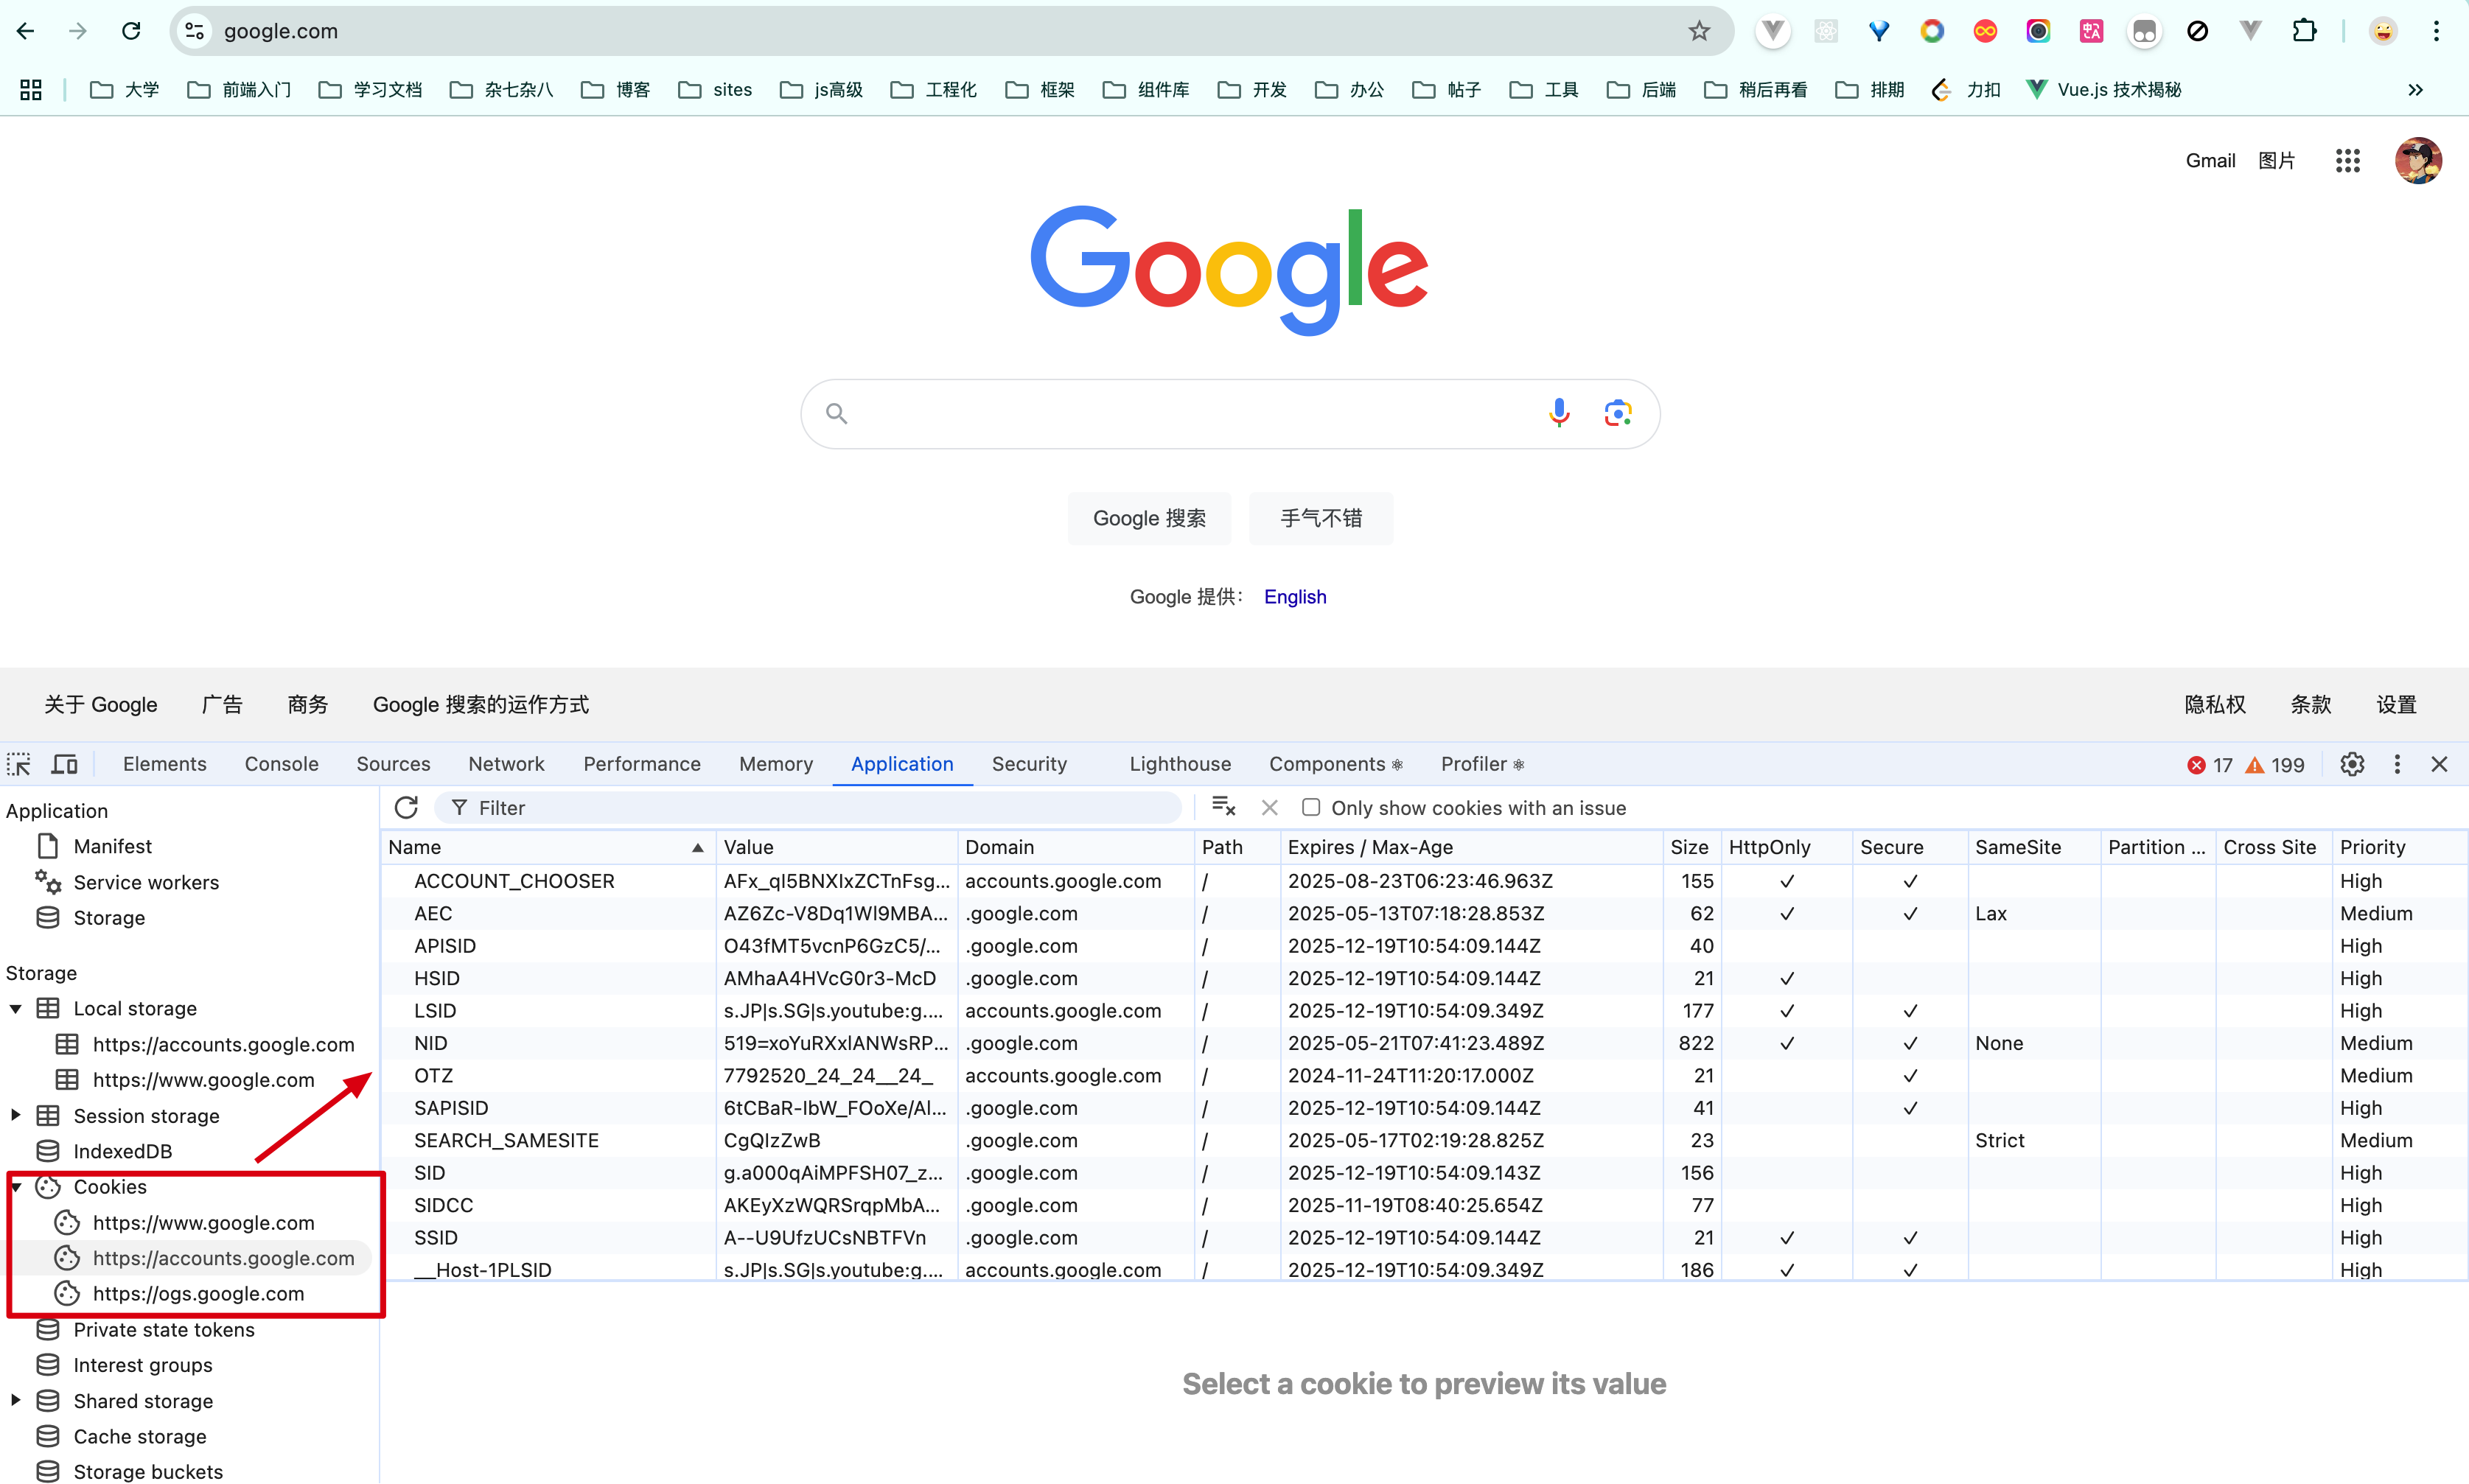 google.com
大学 前端入门 学习文档 杂七杂八 博客 sites js高级 工程化 框架 组件库 开发 办公 帖子 工具 后端 稍后再看 排期 力扣 Vue.js 技术揭秘
Gmail 图片
Google
Google 搜索 手气不错
Google 提供： English
关于 Google 广告 商务 Google 搜索的运作方式 隐私权 条款 设置
Elements Console Sources Network Performance Memory Application Security Lighthouse Components Profiler 17 199
Application
Manifest
Service workers
Storage
Storage
Local storage
https://accounts.google.com
https://www.google.com
Session storage
IndexedDB
Cookies
https://www.google.com
https://accounts.google.com
https://ogs.google.com
Private state tokens
Interest groups
Shared storage
Cache storage
Storage buckets
Filter Only show cookies with an issue
Name Value Domain Path Expires / Max-Age Size HttpOnly Secure SameSite Partition ... Cross Site Priority
ACCOUNT_CHOOSER AFx_qI5BNXIxZCTnFsg... accounts.google.com / 2025-08-23T06:23:46.963Z 155 ✓ ✓ High
AEC AZ6Zc-V8Dq1Wl9MBA... .google.com / 2025-05-13T07:18:28.853Z 62 ✓ ✓ Lax Medium
APISID O43fMT5vcnP6GzC5/... .google.com / 2025-12-19T10:54:09.144Z 40 High
HSID AMhaA4HVcG0r3-McD .google.com / 2025-12-19T10:54:09.144Z 21 ✓ High
LSID s.JP|s.SG|s.youtube:g.... accounts.google.com / 2025-12-19T10:54:09.349Z 177 ✓ ✓ High
NID 519=xoYuRXxlANWsRP... .google.com / 2025-05-21T07:41:23.489Z 822 ✓ ✓ None Medium
OTZ 7792520_24_24__24_ accounts.google.com / 2024-11-24T11:20:17.000Z 21 ✓ Medium
SAPISID 6tCBaR-IbW_FOoXe/Al... .google.com / 2025-12-19T10:54:09.144Z 41 ✓ High
SEARCH_SAMESITE CgQIzZwB .google.com / 2025-05-17T02:19:28.825Z 23 Strict Medium
SID g.a000qAiMPFSH07_z... .google.com / 2025-12-19T10:54:09.143Z 156 High
SIDCC AKEyXzWQRSrqpMbA... .google.com / 2025-11-19T08:40:25.654Z 77 High
SSID A--U9UfzUCsNBTFVn .google.com / 2025-12-19T10:54:09.144Z 21 ✓ ✓ High
__Host-1PLSID s.JP|s.SG|s.youtube:g.... accounts.google.com / 2025-12-19T10:54:09.349Z 186 ✓ ✓ High
Select a cookie to preview its value